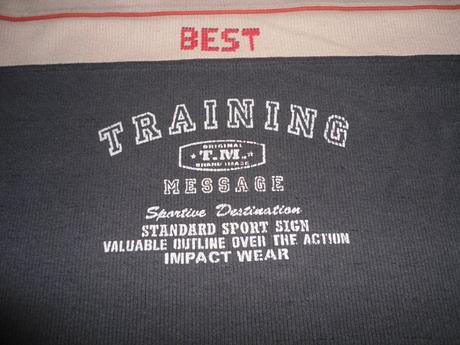 BEST
TRAINING
ORIGINAL
★ T.M.
BRAND IMAGE
MESSAGE
Sportive Destination
STANDARD SPORT SIGN
VALUABLE OUTLINE OVER THE ACTION
IMPACT WEAR